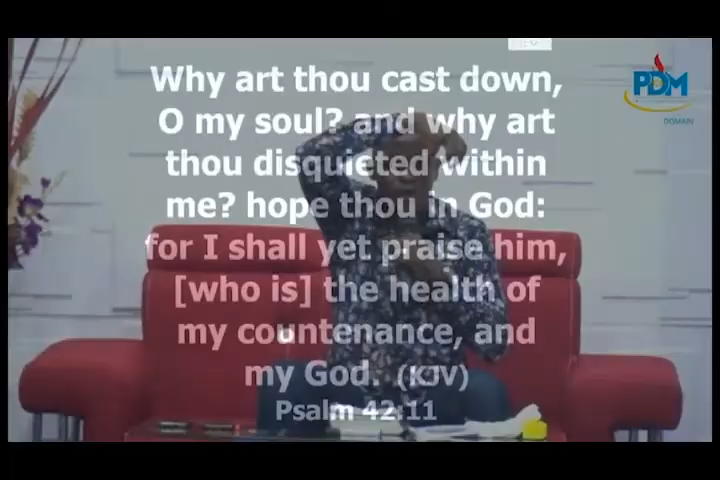 Why art thou cast down,
O my soul? and why art
thou disquieted within
me? hope thou in God:
for I shall yet praise him,
[who is] the health of
my countenance, and
my God. (KJV)
Psalm 42:11
PDM
DOMAIN